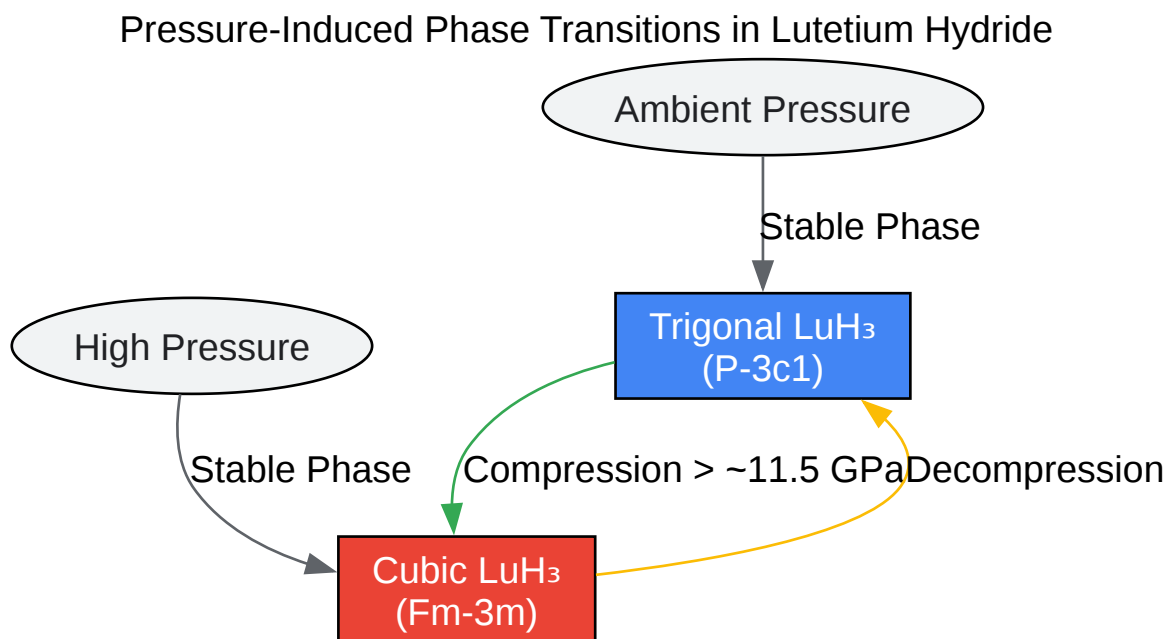 Pressure-Induced Phase Transitions in Lutetium Hydride
Ambient Pressure
Stable Phase
Trigonal LuH₃
(P-3c1)
High Pressure
Stable Phase
Compression > ~11.5 GPa
Decompression
Cubic LuH₃
(Fm-3m)